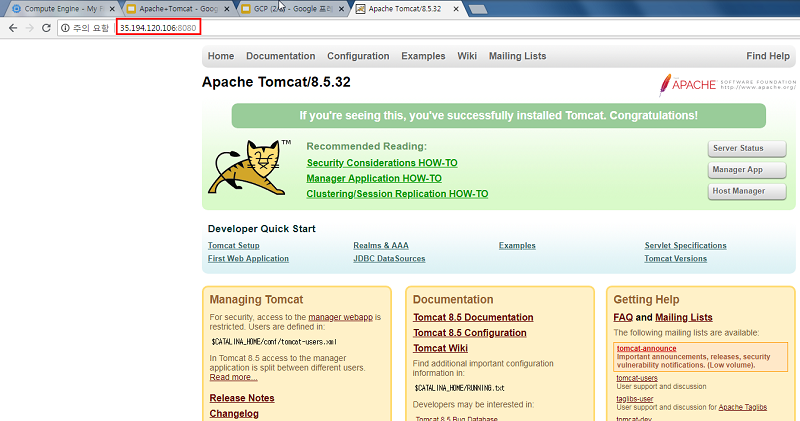 Compute Engine - My F
Apache+Tomcat - Goog
GCP (2
- Google 프레
Apache Tomcat/8.5.32
주의 요함 35.194.120.106:8080
Home Documentation Configuration Examples Wiki Mailing Lists Find Help
Apache Tomcat/8.5.32
APACHE SOFTWARE FOUNDATION
http://www.apache.org/
If you're seeing this, you've successfully installed Tomcat. Congratulations!
TM
Recommended Reading:
Security Considerations HOW-TO
Manager Application HOW-TO
Clustering/Session Replication HOW-TO
Server Status
Manager App
Host Manager
Developer Quick Start
Tomcat Setup Realms & AAA Examples Servlet Specifications
First Web Application JDBC DataSources Tomcat Versions
Managing Tomcat
For security, access to the manager webapp is
restricted. Users are defined in:
$CATALINA_HOME/conf/tomcat-users.xml
In Tomcat 8.5 access to the manager
application is split between different users.
Read more...
Release Notes
Changelog
Documentation
Tomcat 8.5 Documentation
Tomcat 8.5 Configuration
Tomcat Wiki
Find additional important configuration
information in:
$CATALINA_HOME/RUNNING.txt
Developers may be interested in:
Tomcat 8.5 Bug Database
Getting Help
FAQ and Mailing Lists
The following mailing lists are available:
tomcat-announce
Important announcements, releases, security
vulnerability notifications. (Low volume).
tomcat-users
User support and discussion
taglibs-user
User support and discussion for Apache Taglibs
tomcat-dev